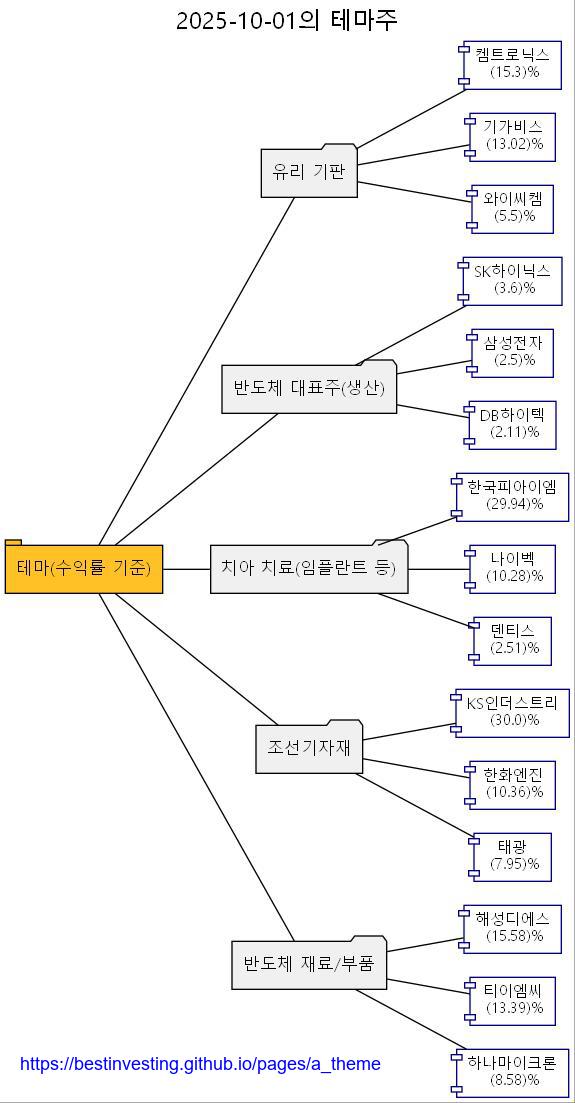 2025-10-01의 테마주
테마(수익률 기준)
유리 기판
켐트로닉스
(15.3)%
기가비스
(13.02)%
와이씨켐
(5.5)%
반도체 대표주(생산)
SK하이닉스
(3.6)%
삼성전자
(2.5)%
DB하이텍
(2.11)%
치아 치료(임플란트 등)
한국피아이엠
(29.94)%
나이벡
(10.28)%
덴티스
(2.51)%
조선기자재
KS인더스트리
(30.0)%
한화엔진
(10.36)%
태광
(7.95)%
반도체 재료/부품
해성디에스
(15.58)%
티이엠씨
(13.39)%
하나마이크론
(8.58)%
https://bestinvesting.github.io/pages/a_theme